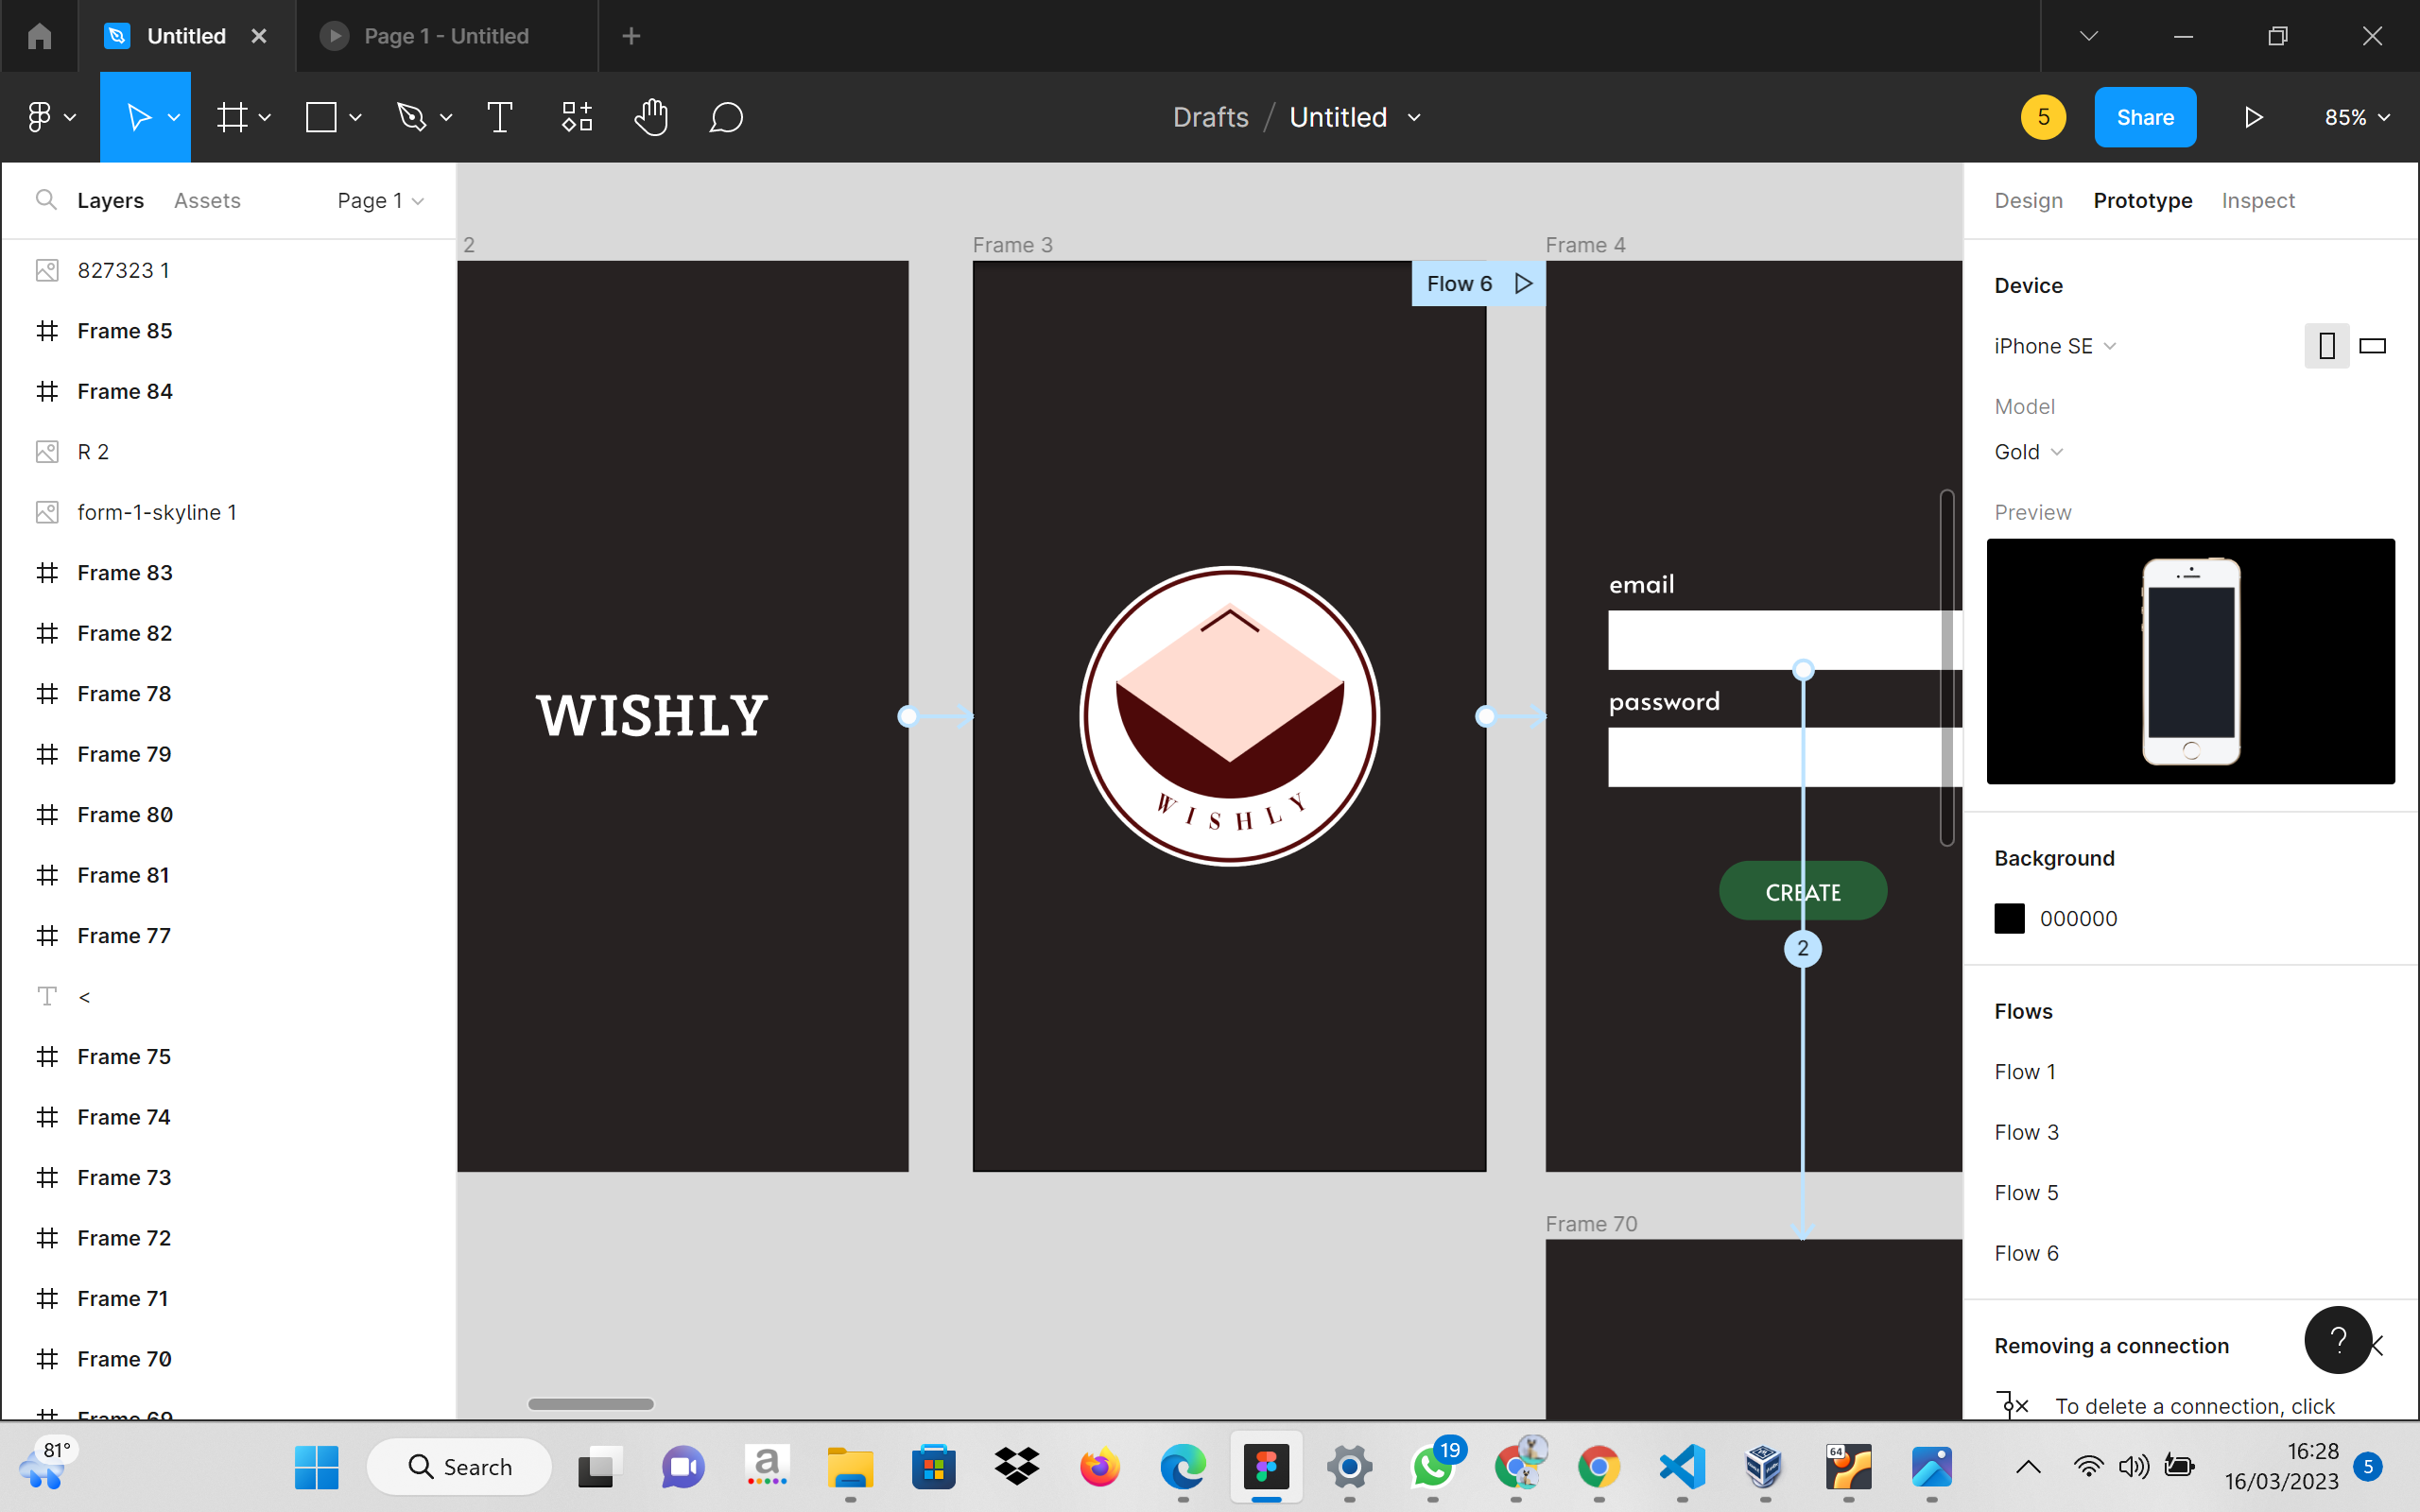 Untitled
Page 1 - Untitled
Drafts / Untitled
5
Share
85%
Layers
Assets
Page 1
827323 1
Frame 85
Frame 84
R 2
form-1-skyline 1
Frame 83
Frame 82
Frame 78
Frame 79
Frame 80
Frame 81
Frame 77
<
Frame 75
Frame 74
Frame 73
Frame 72
Frame 71
Frame 70
Frame 69
2
WISHLY
Frame 3
Flow 6
WISHLY
Frame 4
email
password
CREATE
2
Frame 70
Design
Prototype
Inspect
Device
iPhone SE
Model
Gold
Preview
Background
000000
Flows
Flow 1
Flow 3
Flow 5
Flow 6
Removing a connection
?
To delete a connection, click
81°
Search
a
19
64
16:28
16/03/2023
5